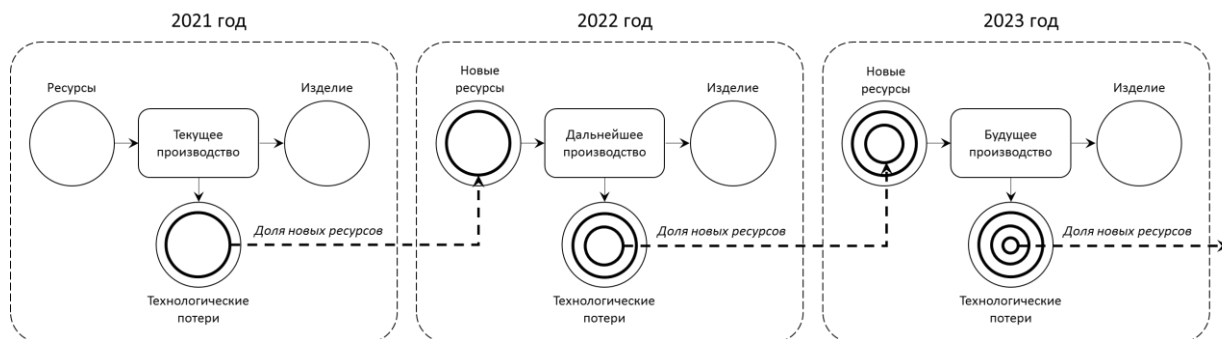 2021 год
Ресурсы
Текущее
производство
Изделие
Доля новых ресурсов
Технологические
потери
2022 год
Новые
ресурсы
Дальнейшее
производство
Изделие
Доля новых ресурсов
Технологические
потери
2023 год
Новые
ресурсы
Будущее
производство
Изделие
Доля новых ресурсов
Технологические
потери